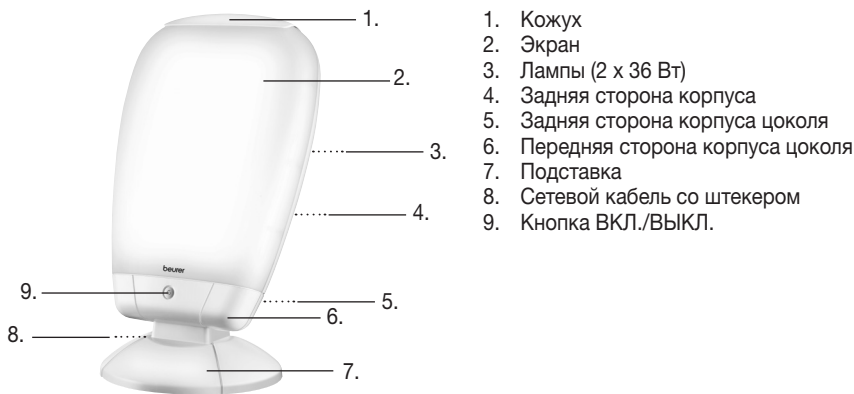 1.
2.
3.
4.
beurer
9.
5.
6.
8.
7.
1. Кожух
2. Экран
3. Лампы (2 x 36 Вт)
4. Задняя сторона корпуса
5. Задняя сторона корпуса цоколя
6. Передняя сторона корпуса цоколя
7. Подставка
8. Сетевой кабель со штекером
9. Кнопка ВКЛ./ВЫКЛ.